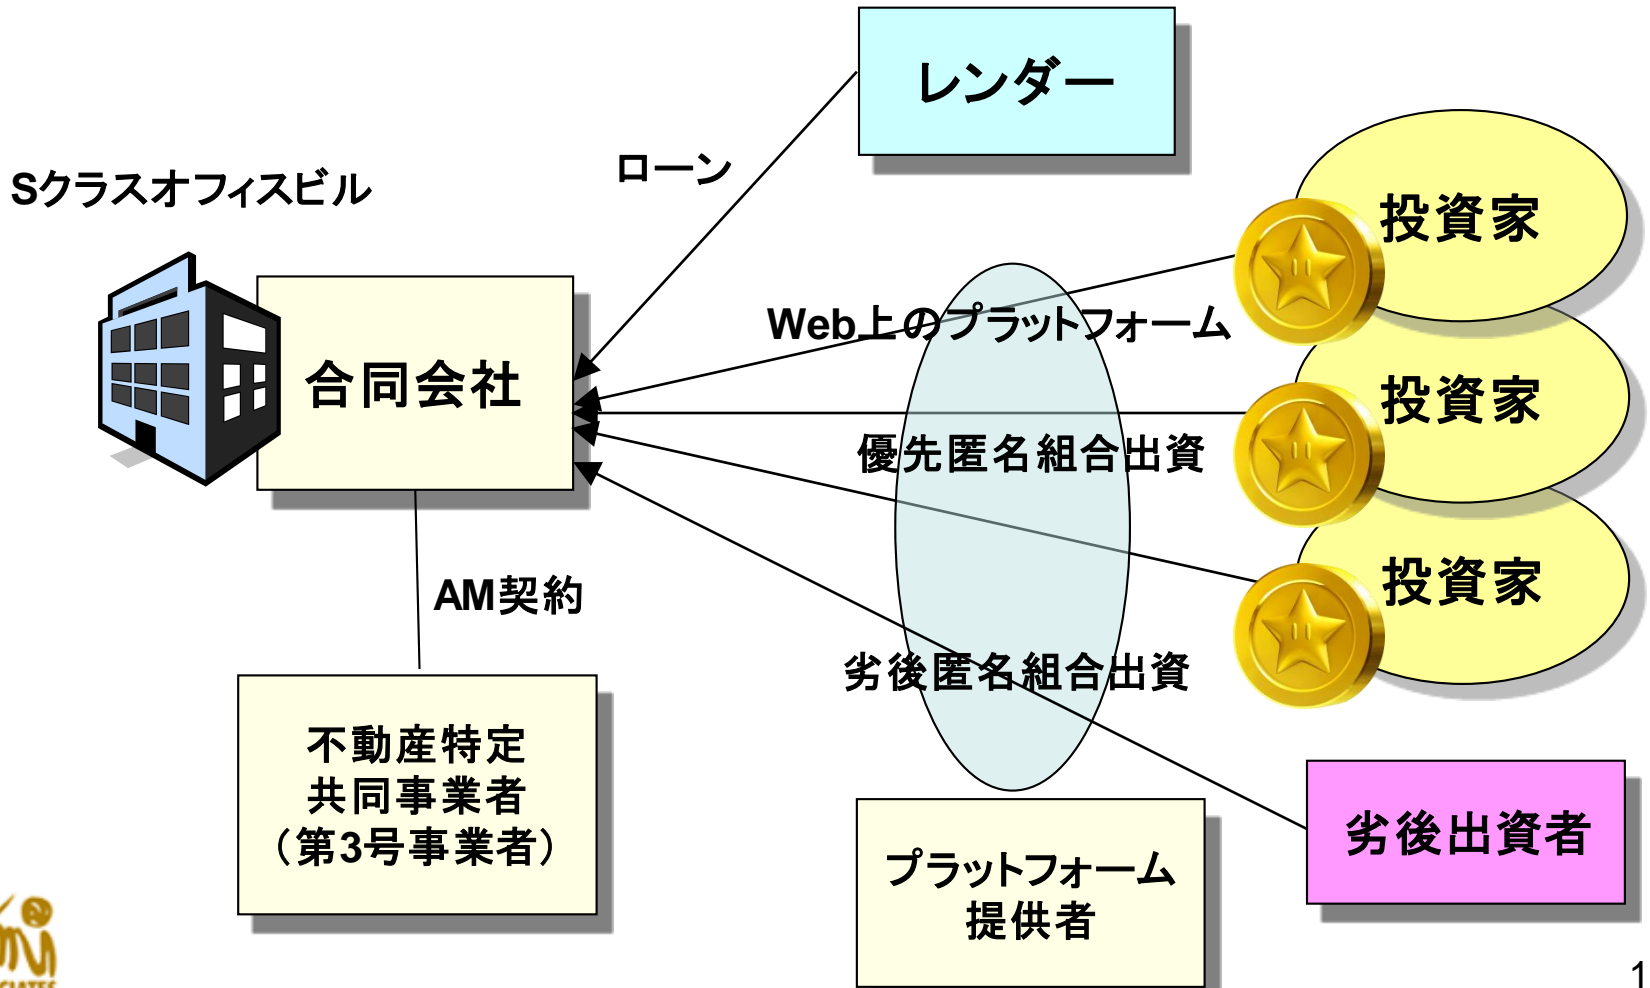 レンダー
ローン
Sクラスオフィスビル
投資家
Web上のプラットフォーム
合同会社
投資家
優先匿名組合出資
投資家
AM契約
劣後匿名組合出資
不動産特定
共同事業者
（第3号事業者）
劣後出資者
プラットフォーム
提供者
1